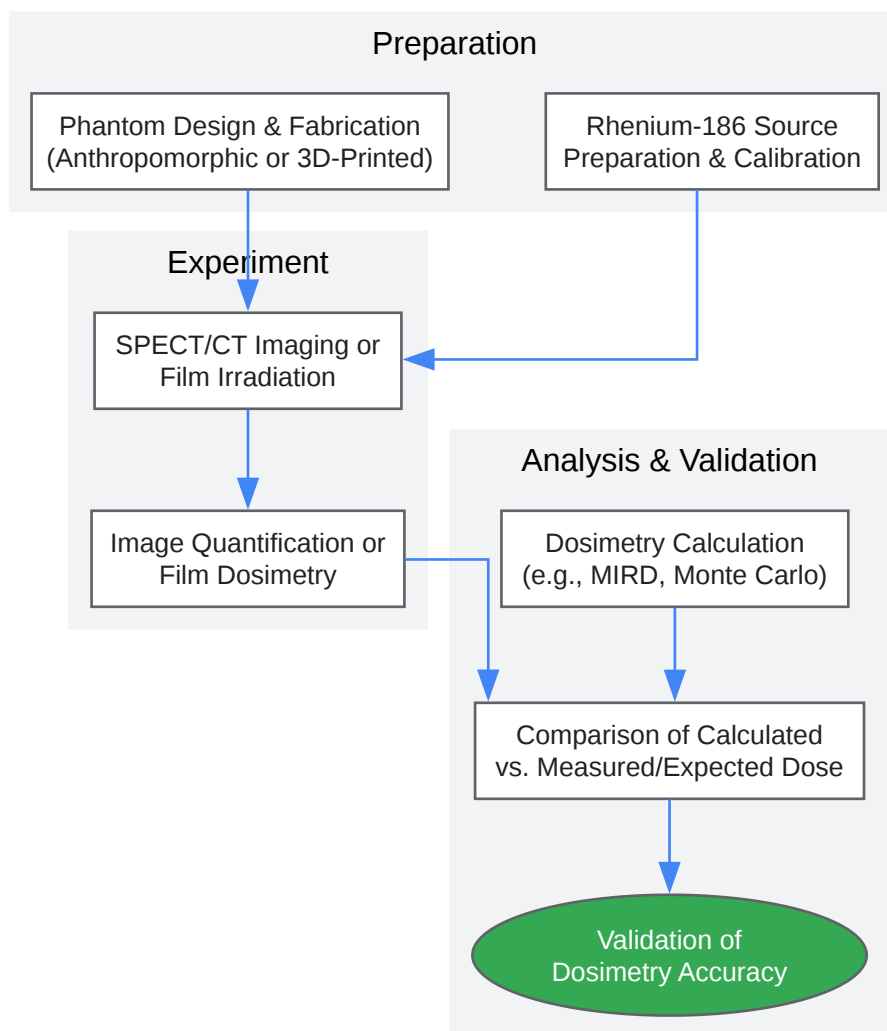 Preparation
Phantom Design & Fabrication
(Anthropomorphic or 3D-Printed)
Rhenium-186 Source
Preparation & Calibration
Experiment
SPECT/CT Imaging or
Film Irradiation
Image Quantification or
Film Dosimetry
Analysis & Validation
Dosimetry Calculation
(e.g., MIRD, Monte Carlo)
Comparison of Calculated
vs. Measured/Expected Dose
Validation of
Dosimetry Accuracy